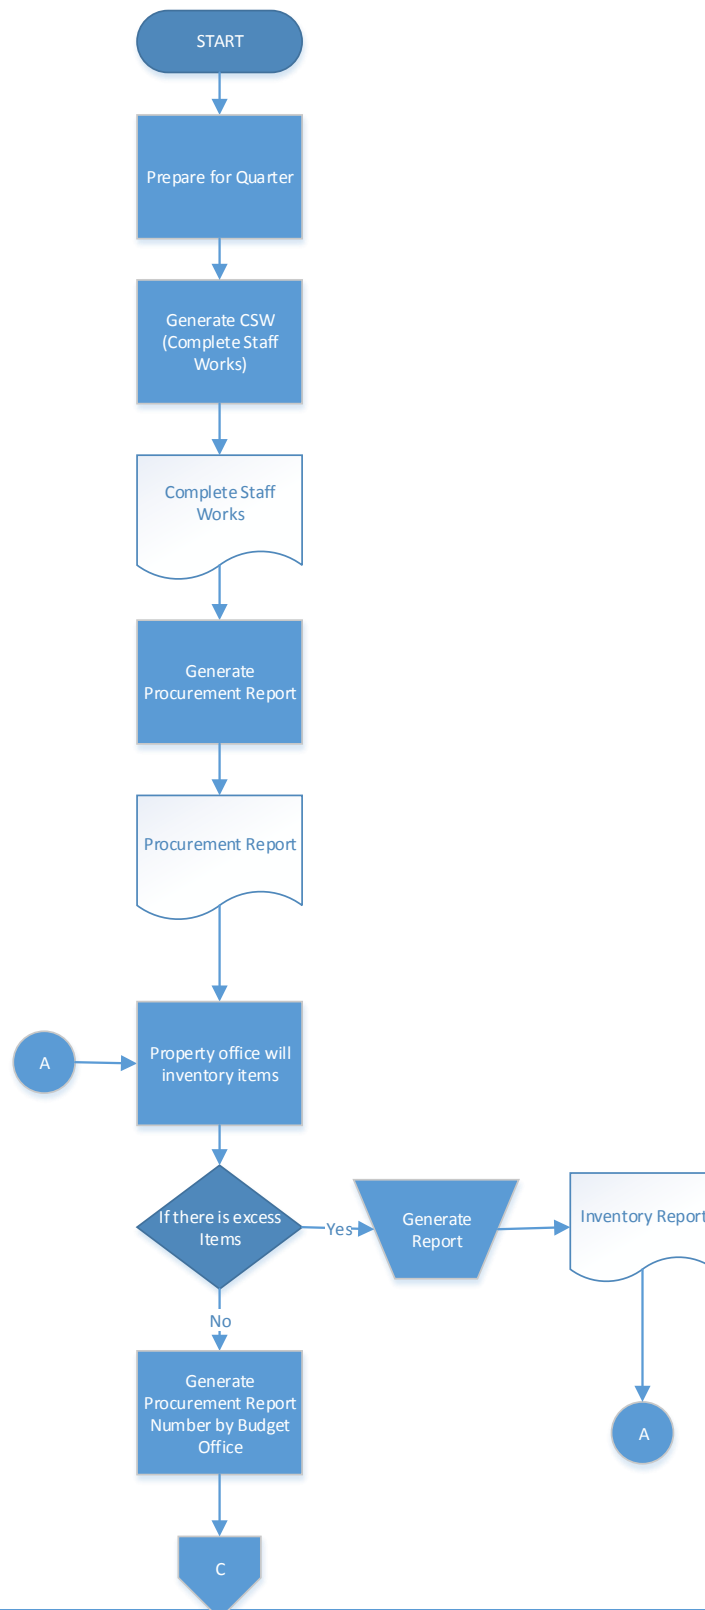 START
Prepare for Quarter
Generate CSW
(Complete Staff
Works)
Complete Staff
Works
Generate
Procurement Report
Procurement Report
A
Property office will
inventory items
If there is excess
Items
Yes
Generate
Report
Inventory Report
No
Generate
Procurement Report
Number by Budget
Office
A
C